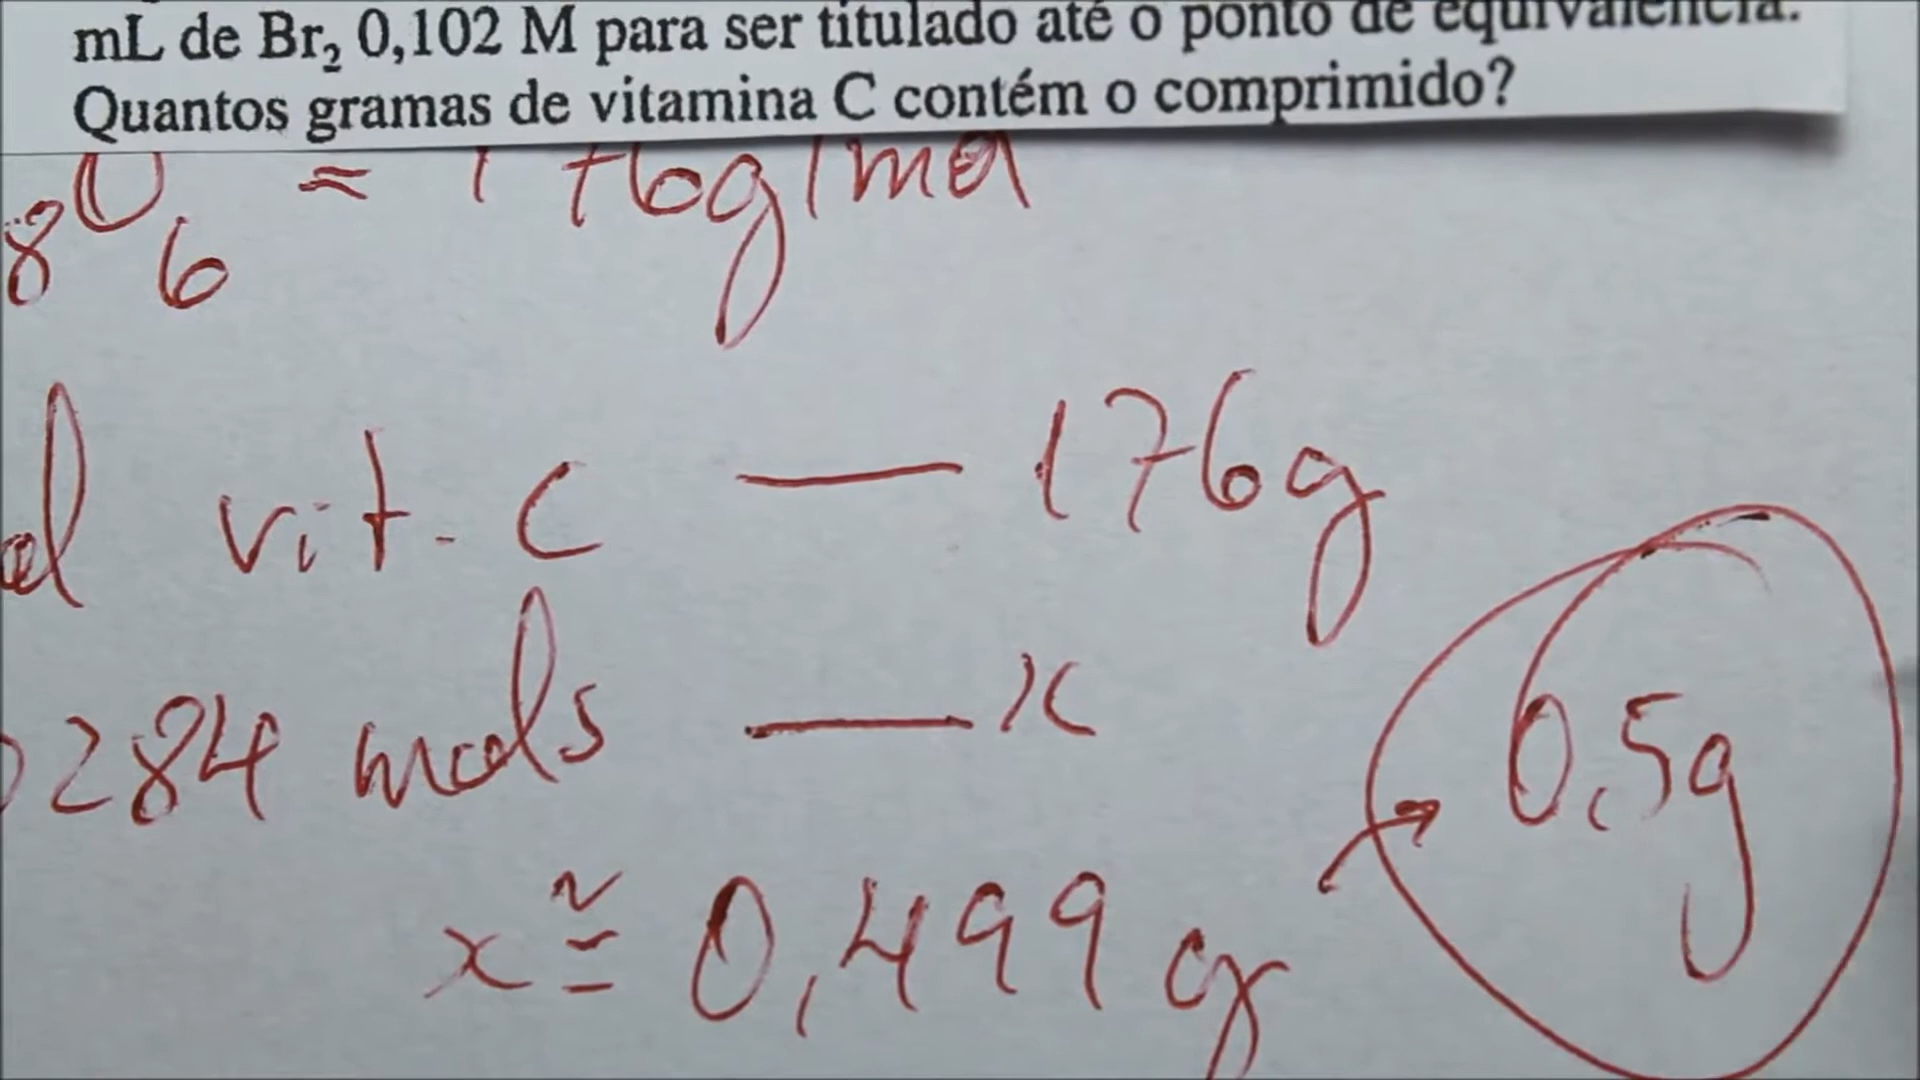 mL de Br₂ 0,102 M para ser titulado até o ponto de equivalência.
Quantos gramas de vitamina C contém o comprimido?
8O6 ≈ 176g/mol
vit. C — 176g
284 mols — x
x ≅ 0,499 g
0,5g